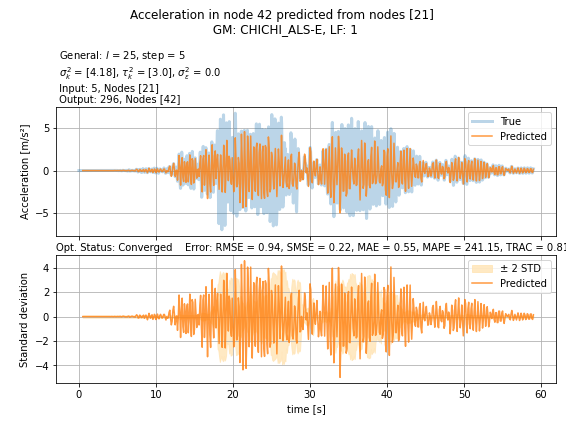 Acceleration in node 42 predicted from nodes [21]
GM: CHICHI_ALS-E, LF: 1
General: l = 25, step = 5
σ²ₖ = [4.18], τ²ₖ = [3.0], σ²ε = 0.0
Input: 5, Nodes [21]
Output: 296, Nodes [42]
Acceleration [m/s²]
5
0
−5
True
Predicted
Opt. Status: Converged Error: RMSE = 0.94, SMSE = 0.22, MAE = 0.55, MAPE = 241.15, TRAC = 0.81
Standard deviation
4
2
0
−2
−4
± 2 STD
Predicted
0 10 20 30 40 50 60
time [s]